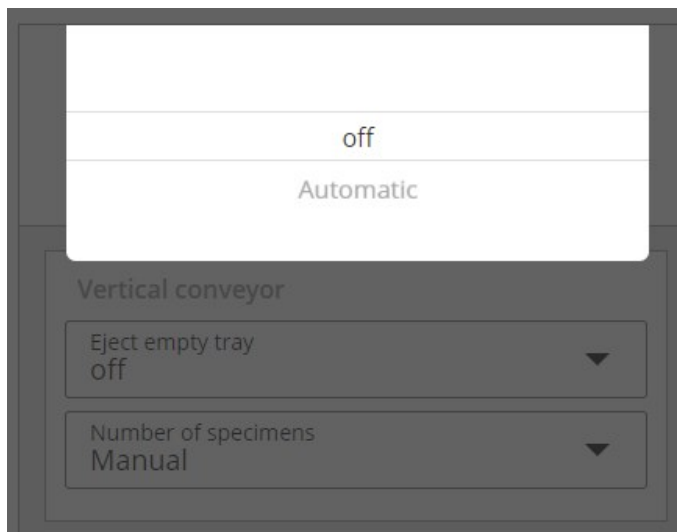 off
Automatic
Vertical conveyor
Eject empty tray
off
Number of specimens
Manual